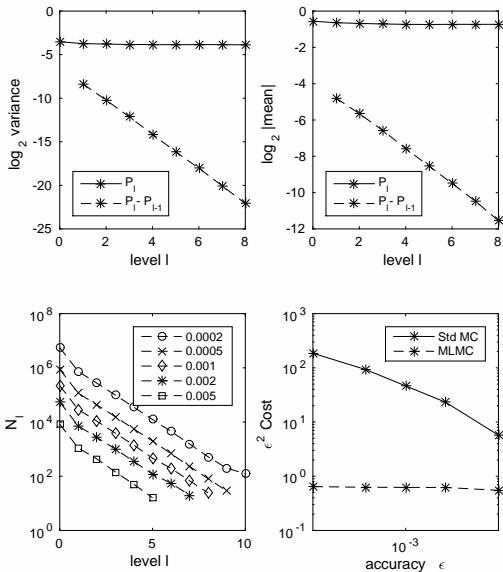 0
-5
-10
-15
-20
-25
log 2 variance
P l
P l - P l-1
0 2 4 6 8
level l
0
-2
-4
-6
-8
-10
-12
log 2 |mean|
P l
P l - P l-1
0 2 4 6 8
level l
10^8
10^6
10^4
10^2
10^0
N l
0.0002
0.0005
0.001
0.002
0.005
0 5 10
level l
10^3
10^2
10^1
10^0
10^-1
ϵ^2 Cost
Std MC
MLMC
10^-3
accuracy ϵ